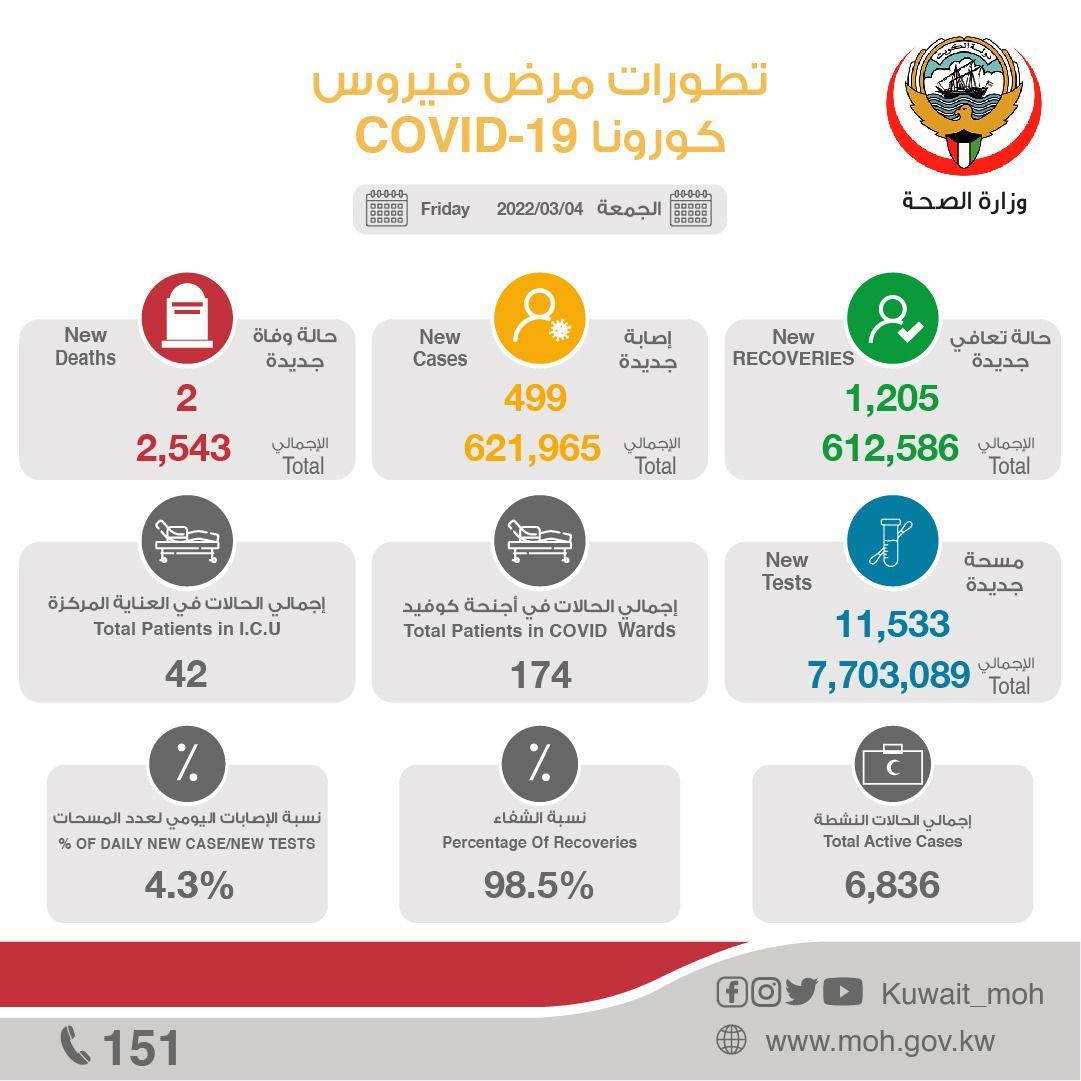 تطورات مرض فيروس
كورونا COVID-19
دولة الكويت
وزارة الصحة
الجمعة 2022/03/04 Friday
حالة تعافي
جديدة
New
RECOVERIES
1,205
الإجمالي
Total
612,586
إصابة
جديدة
New
Cases
499
الإجمالي
Total
621,965
حالة وفاة
جديدة
New
Deaths
2
الإجمالي
Total
2,543
مسحة
جديدة
New
Tests
11,533
الإجمالي
Total
7,703,089
إجمالي الحالات في أجنحة كوفيد
Total Patients in COVID Wards
174
إجمالي الحالات في العناية المركزة
Total Patients in I.C.U
42
إجمالي الحالات النشطة
Total Active Cases
6,836
نسبة الشفاء
Percentage Of Recoveries
98.5%
نسبة الإصابات اليومي لعدد المسحات
% OF DAILY NEW CASE/NEW TESTS
4.3%
Kuwait_moh
www.moh.gov.kw
151